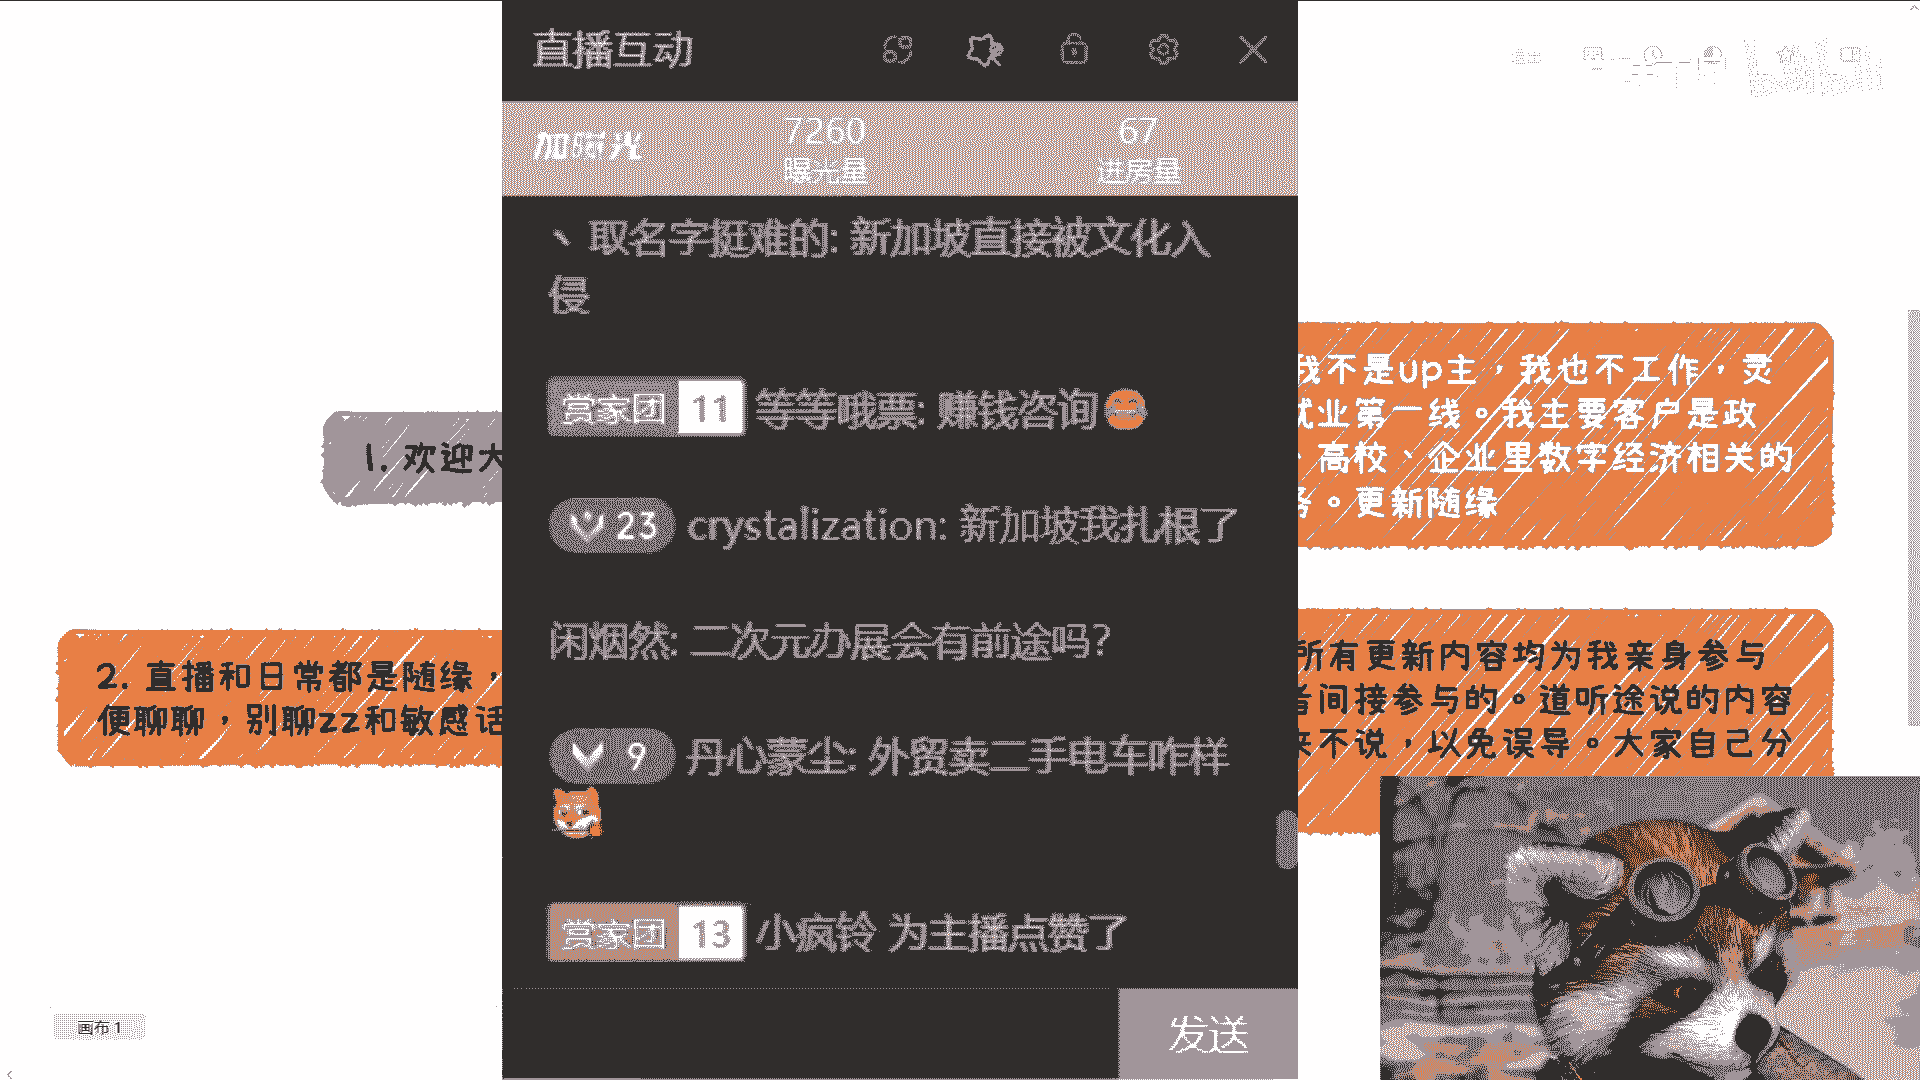 直播互动
加曝光
7260
曝光量
67
进房量
丶 取名字挺难的: 新加坡直接被文化入
侵
赏家团 11 等等哦票: 赚钱咨询
23 crystalization: 新加坡我扎根了
闲烟然: 二次元办展会有前途吗？
9 丹心蒙尘: 外贸卖二手电车咋样
赏家团 13 小疯铃 为主播点赞了
发送
1. 欢迎大
2. 直播和日常都是随缘，
便聊聊，别聊zz和敏感话
我不是up主，我也不工作，灵
就业第一线。我主要客户是政
、高校、企业里数字经济相关的
务。更新随缘
所有更新内容均为我亲身参与
者间接参与的。道听途说的内容
来不说，以免误导。大家自己分
画布 1